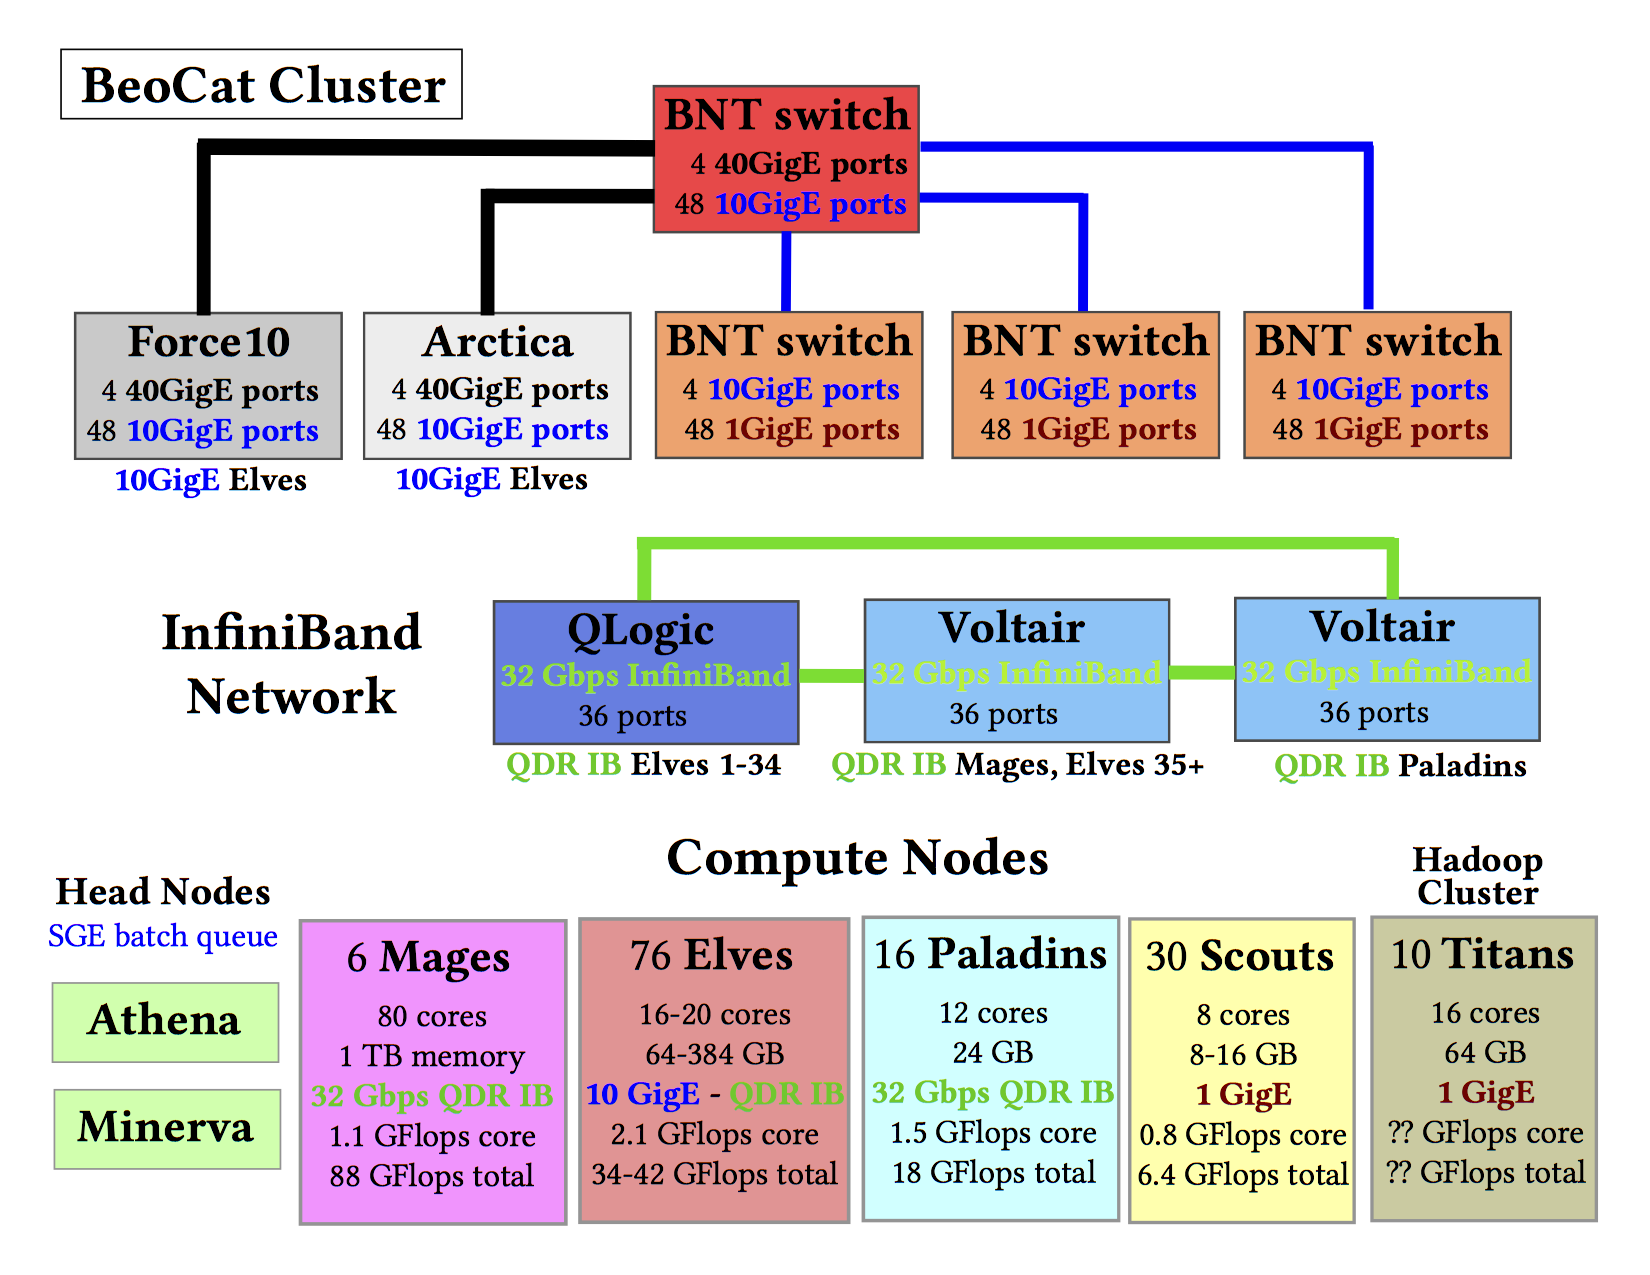 BeoCat Cluster
BNT switch
4 40GigE ports
48 10GigE ports
Force10
4 40GigE ports
48 10GigE ports
10GigE Elves
Arctica
4 40GigE ports
48 10GigE ports
10GigE Elves
BNT switch
4 10GigE ports
48 1GigE ports
BNT switch
4 10GigE ports
48 1GigE ports
BNT switch
4 10GigE ports
48 1GigE ports
InfiniBand
Network
QLogic
32 Gbps InfiniBand
36 ports
QDR IB Elves 1-34
Voltair
32 Gbps InfiniBand
36 ports
QDR IB Mages, Elves 35+
Voltair
32 Gbps InfiniBand
36 ports
QDR IB Paladins
Compute Nodes
Head Nodes
SGE batch queue
Athena
Minerva
6 Mages
80 cores
1 TB memory
32 Gbps QDR IB
1.1 GFlops core
88 GFlops total
76 Elves
16-20 cores
64-384 GB
10 GigE - QDR IB
2.1 GFlops core
34-42 GFlops total
16 Paladins
12 cores
24 GB
32 Gbps QDR IB
1.5 GFlops core
18 GFlops total
30 Scouts
8 cores
8-16 GB
1 GigE
0.8 GFlops core
6.4 GFlops total
Hadoop
Cluster
10 Titans
16 cores
64 GB
1 GigE
?? GFlops core
?? GFlops total